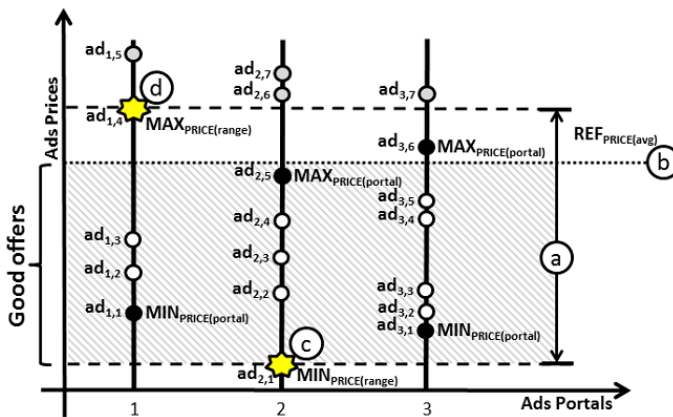 Ads Prices
Good offers
ad1,5
d
ad1,4
MAXPRICE(range)
ad1,3
ad1,2
ad1,1
MINPRICE(portal)
ad2,7
ad2,6
ad2,5
MAXPRICE(portal)
ad2,4
ad2,3
ad2,2
c
ad2,1
MINPRICE(range)
ad3,7
ad3,6
MAXPRICE(portal)
ad3,5
ad3,4
ad3,3
ad3,2
ad3,1
MINPRICE(portal)
REFPRICE(avg)
b
a
1 2 3
Ads Portals